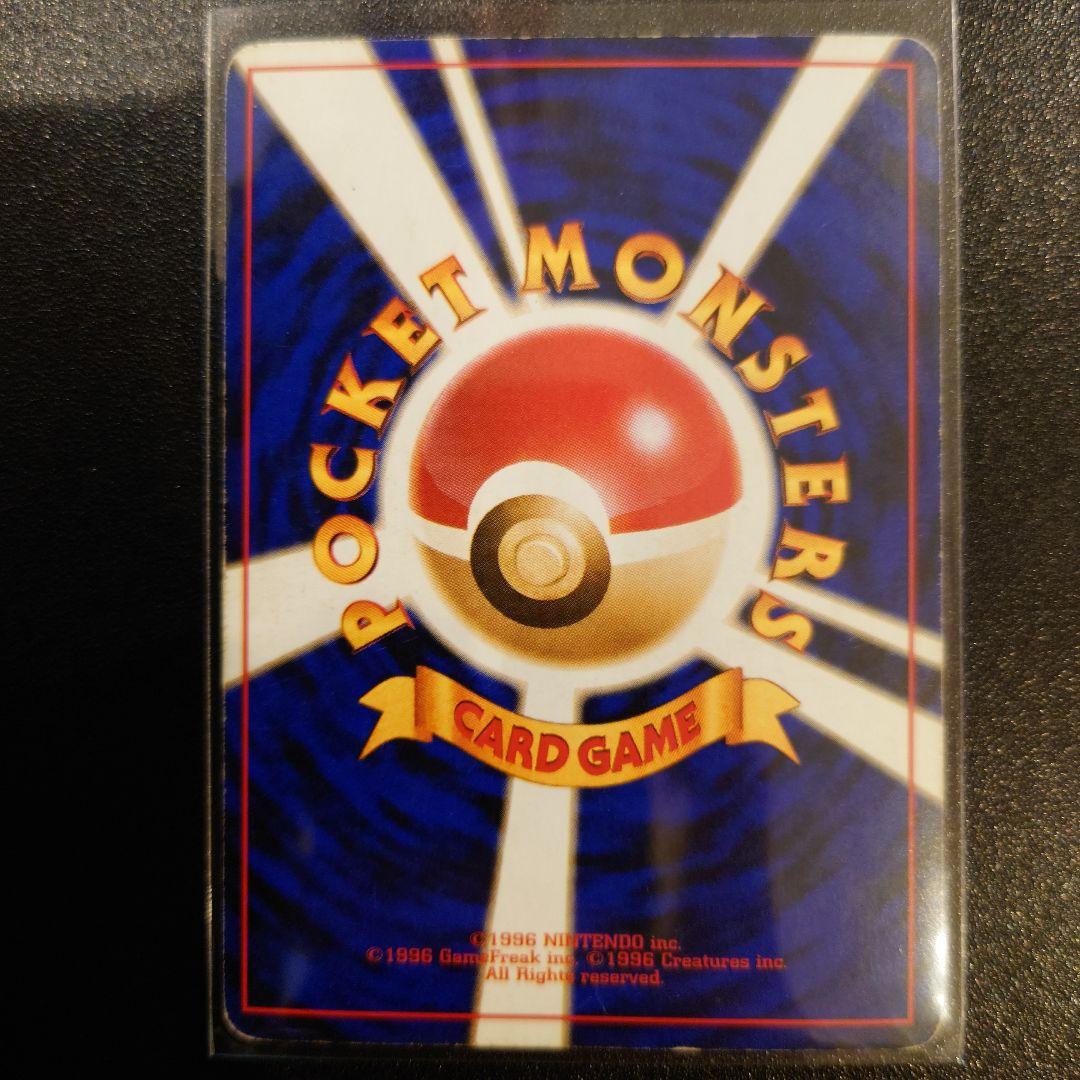 POCKET MONSTERS
CARD GAME
©1996 NINTENDO inc.
©1996 GameFreak inc. ©1996 Creatures inc.
All Rights reserved.